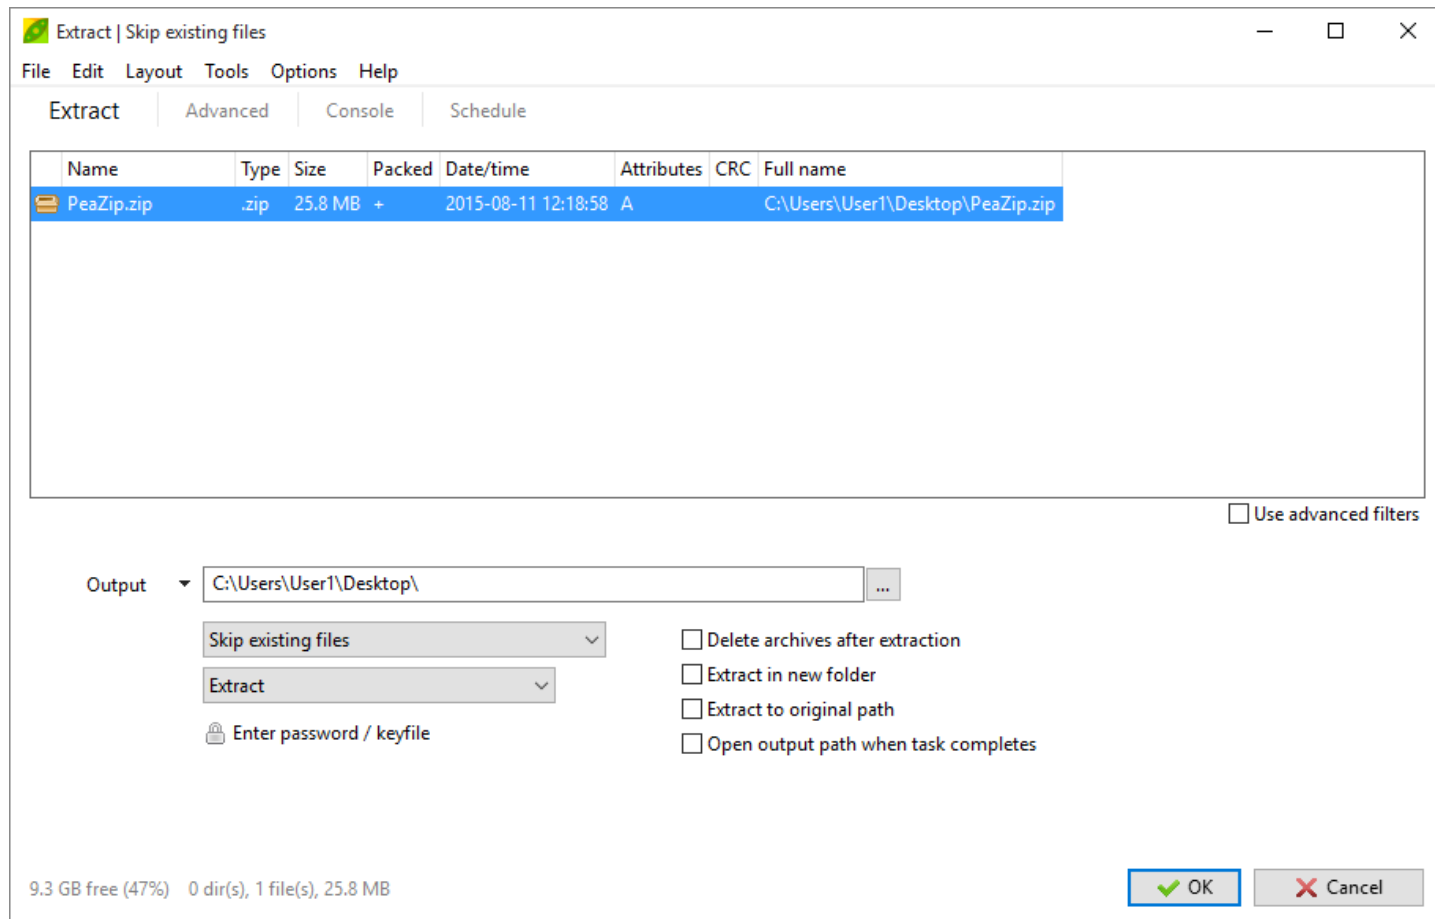 Extract | Skip existing files
File Edit Layout Tools Options Help
Extract Advanced Console Schedule
Name Type Size Packed Date/time Attributes CRC Full name
PeaZip.zip .zip 25.8 MB + 2015-08-11 12:18:58 A C:\Users\User1\Desktop\PeaZip.zip
Use advanced filters
Output C:\Users\User1\Desktop\ ...
Skip existing files Delete archives after extraction
Extract in new folder
Extract
Extract to original path
Enter password / keyfile
Open output path when task completes
9.3 GB free (47%) 0 dir(s), 1 file(s), 25.8 MB OK Cancel